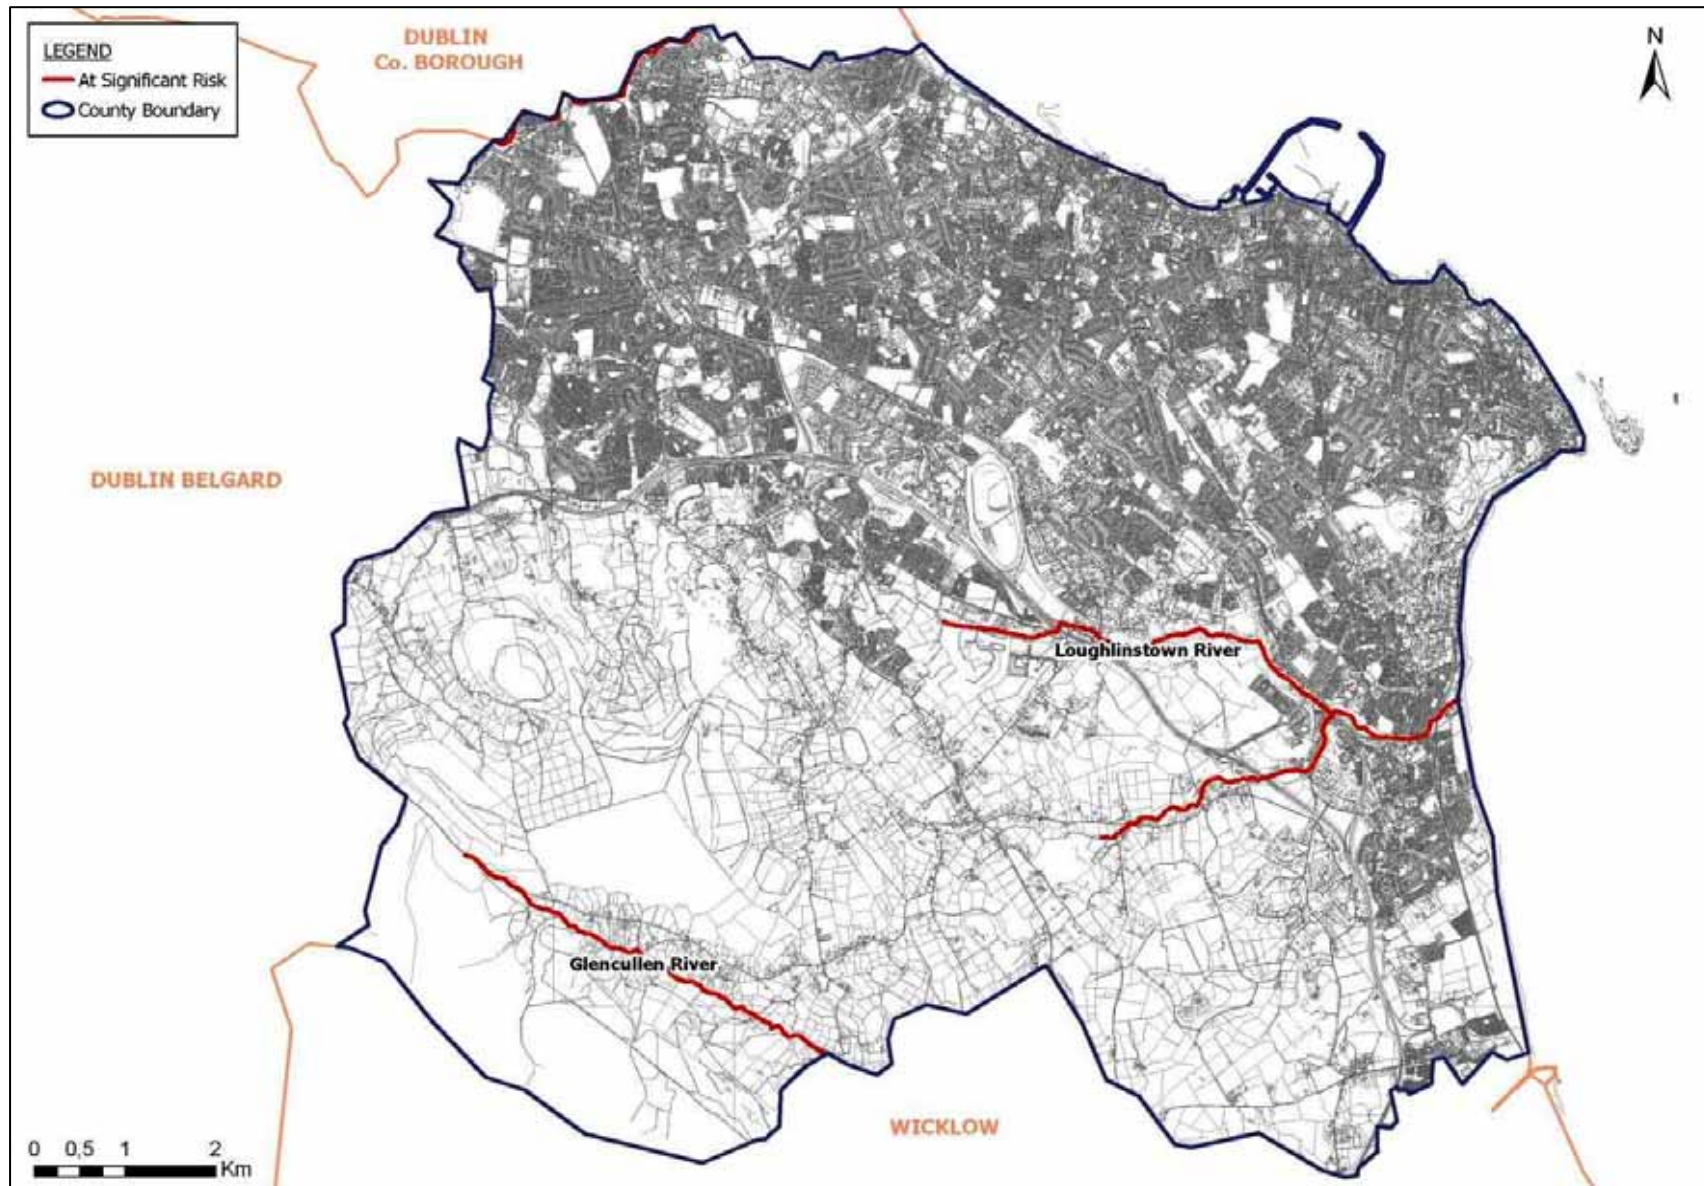 LEGEND
At Significant Risk
County Boundary
DUBLIN
Co. BOROUGH
N
DUBLIN BELGARD
Loughlinstown River
Glencullen River
WICKLOW
0 0,5 1 2
Km